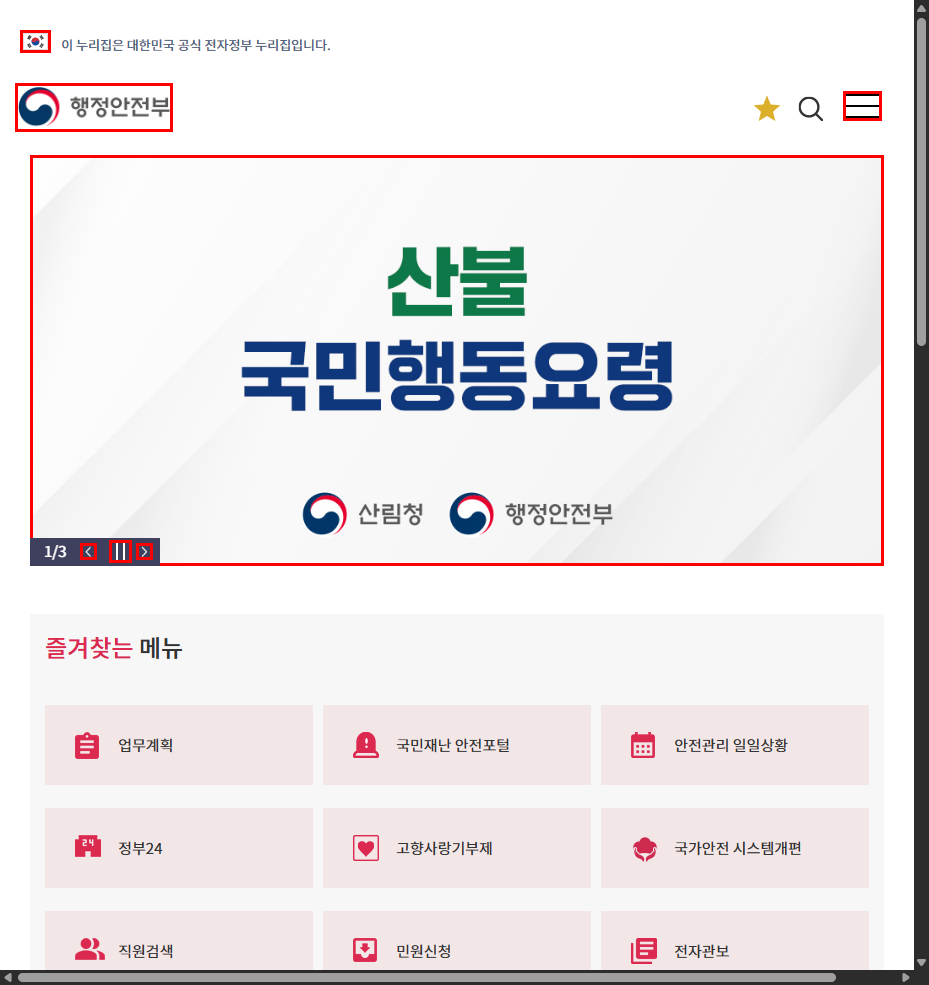 이 누리집은 대한민국 공식 전자정부 누리집입니다.
행정안전부
산불
국민행동요령
산림청 행정안전부
1/3
즐겨찾는 메뉴
업무계획 국민재난 안전포털 안전관리 일일상황
24 정부24 고향사랑기부제 국가안전 시스템개편
직원검색 민원신청 전자관보